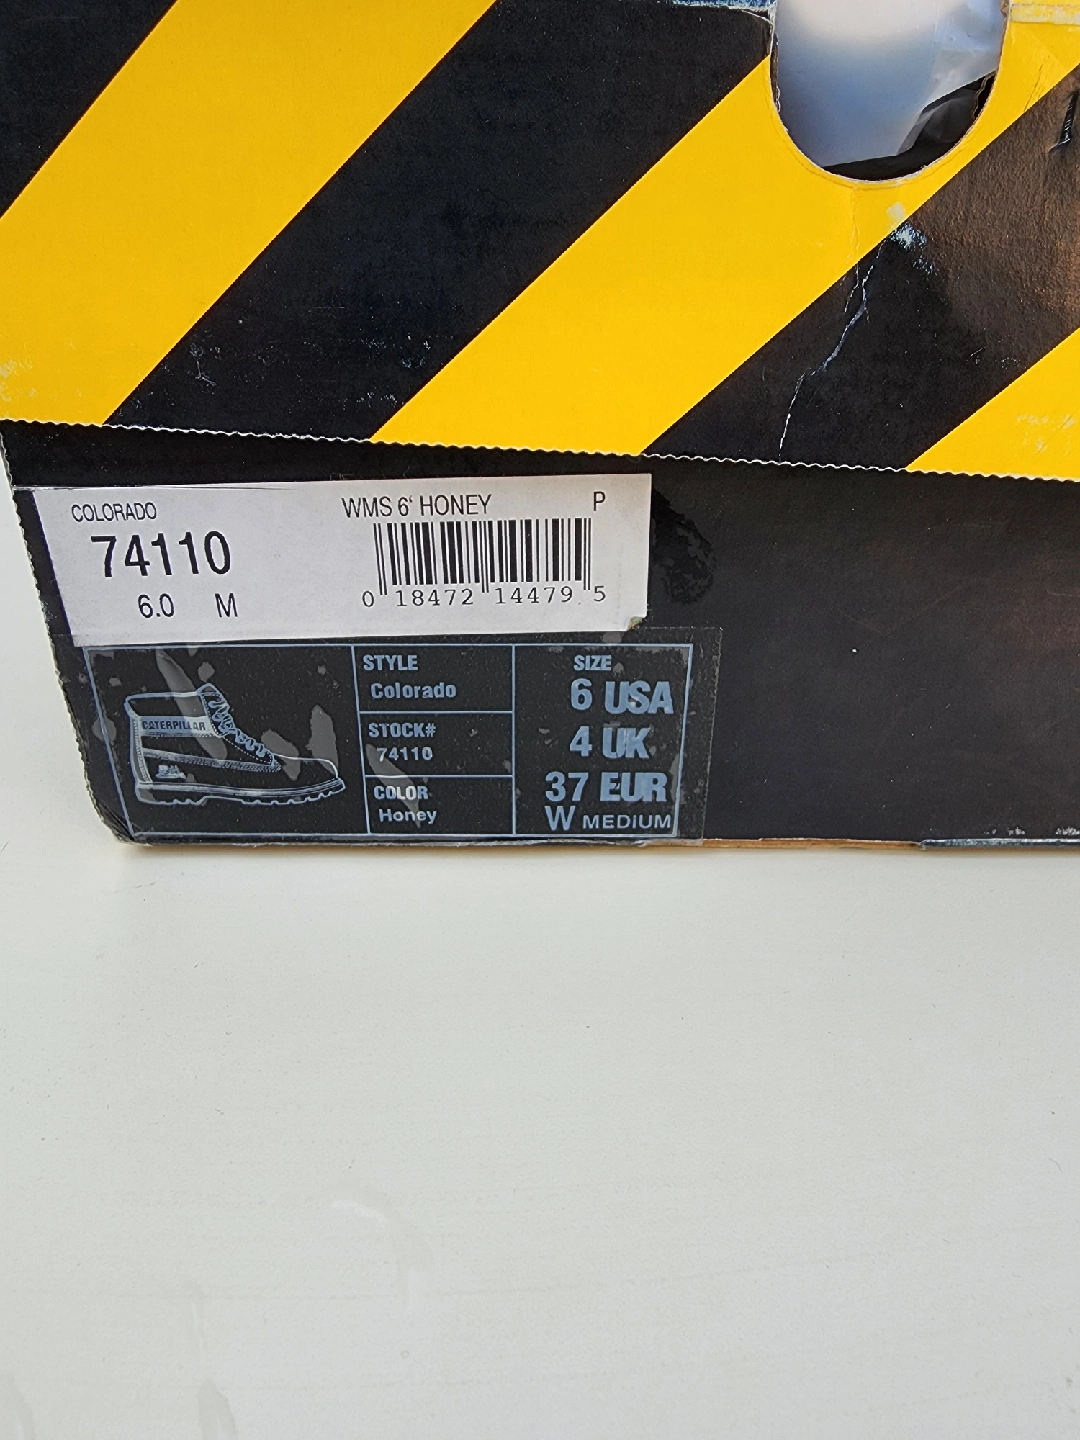 COLORADO WMS 6' HONEY P
74110
6.0 M
0 18472 14479 5
CATERPILLAR
STYLE
Colorado
STOCK#
74110
COLOR
Honey
SIZE
6 USA
4 UK
37 EUR
W MEDIUM